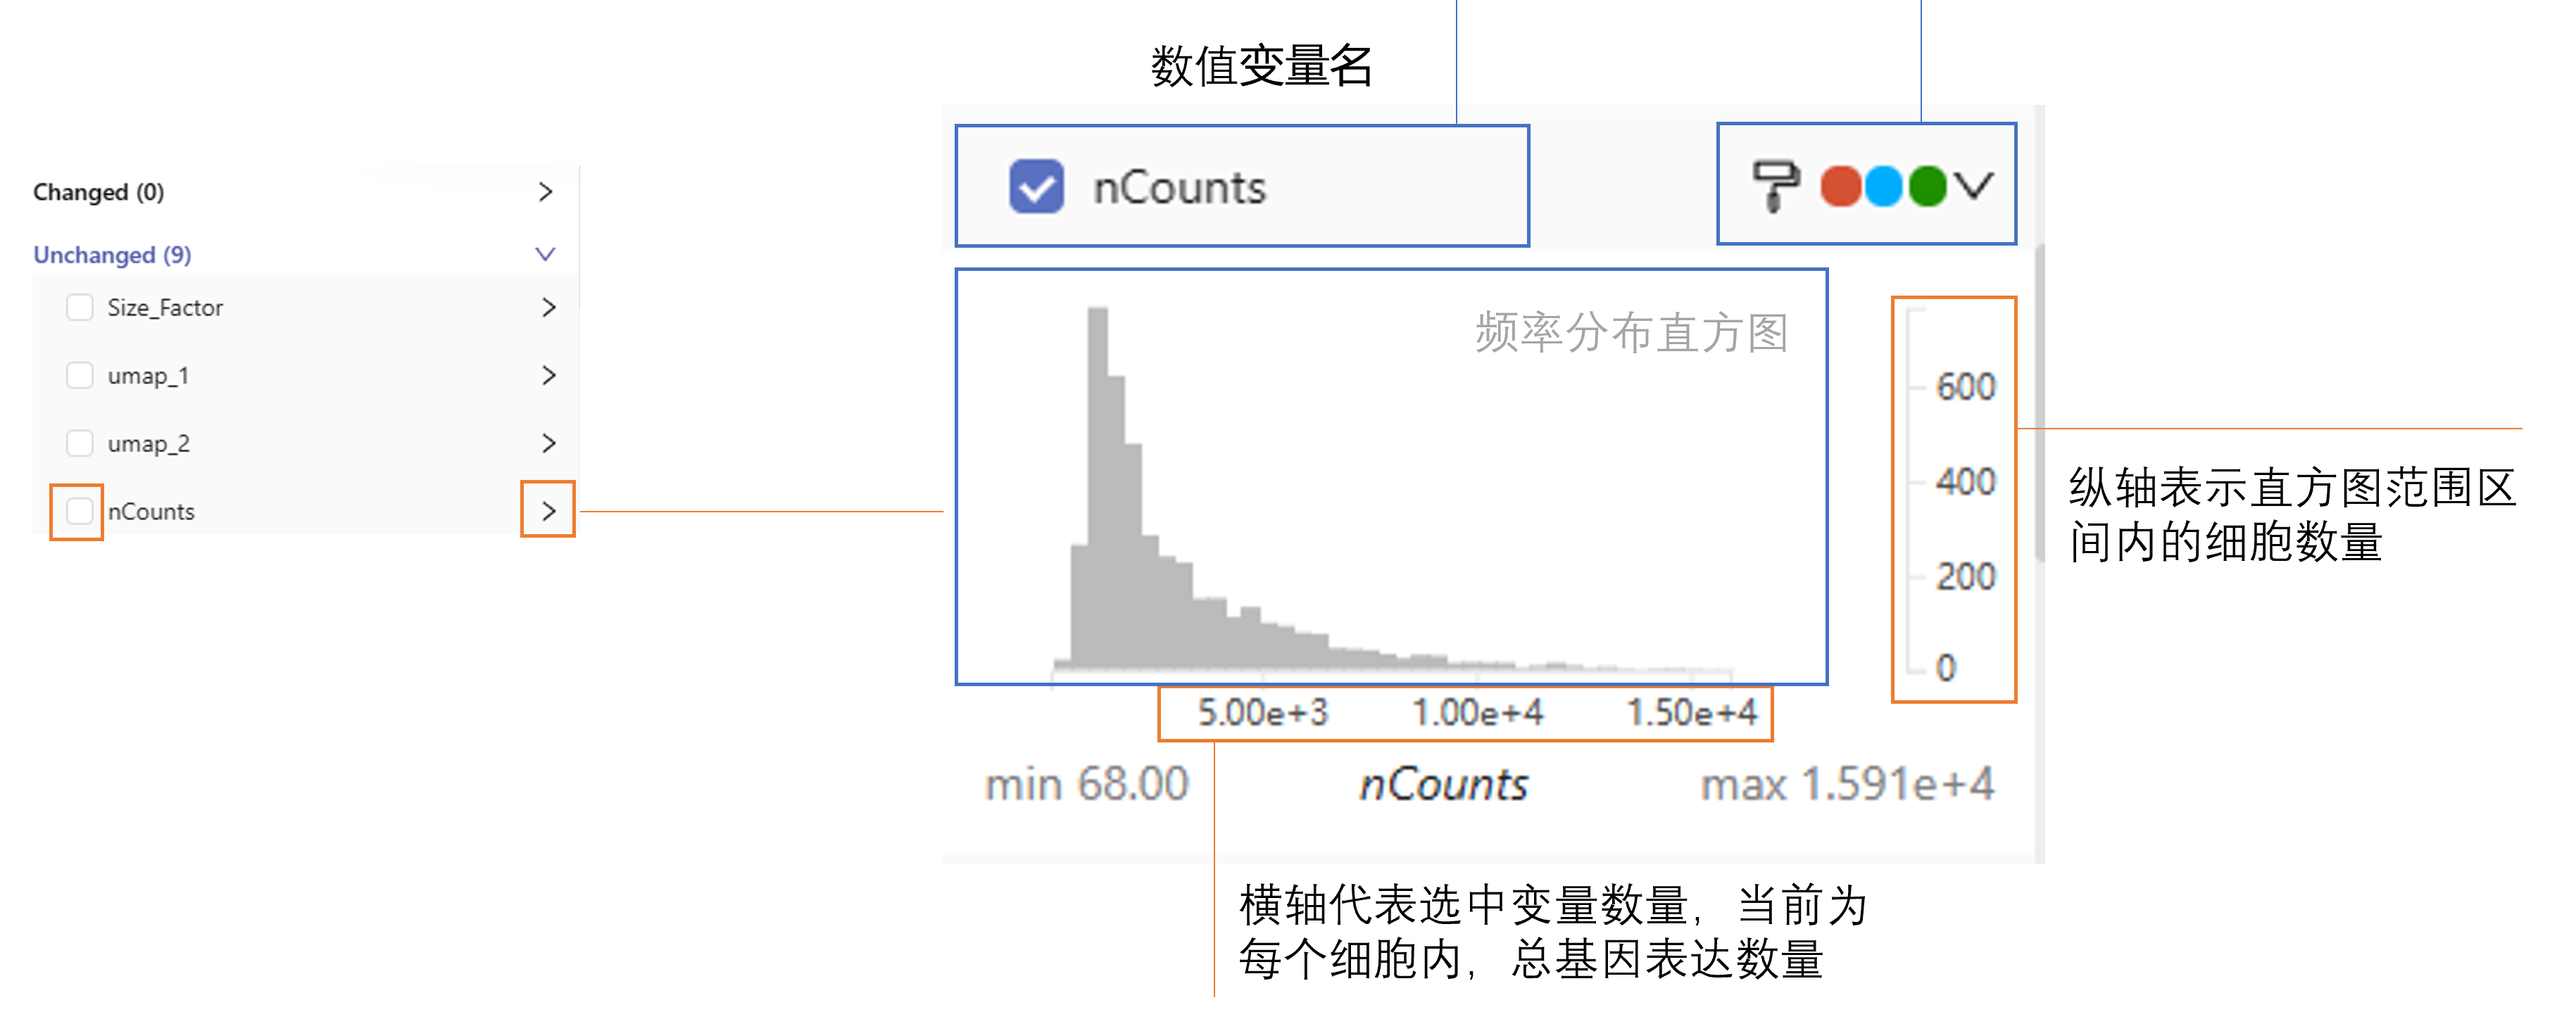 数值变量名
Changed (0)
Unchanged (9)
Size_Factor
umap_1
umap_2
nCounts
nCounts
频率分布直方图
600
400
200
0
5.00e+3 1.00e+4 1.50e+4
min 68.00 nCounts max 1.591e+4
纵轴表示直方图范围区
间内的细胞数量
横轴代表选中变量数量，当前为
每个细胞内，总基因表达数量